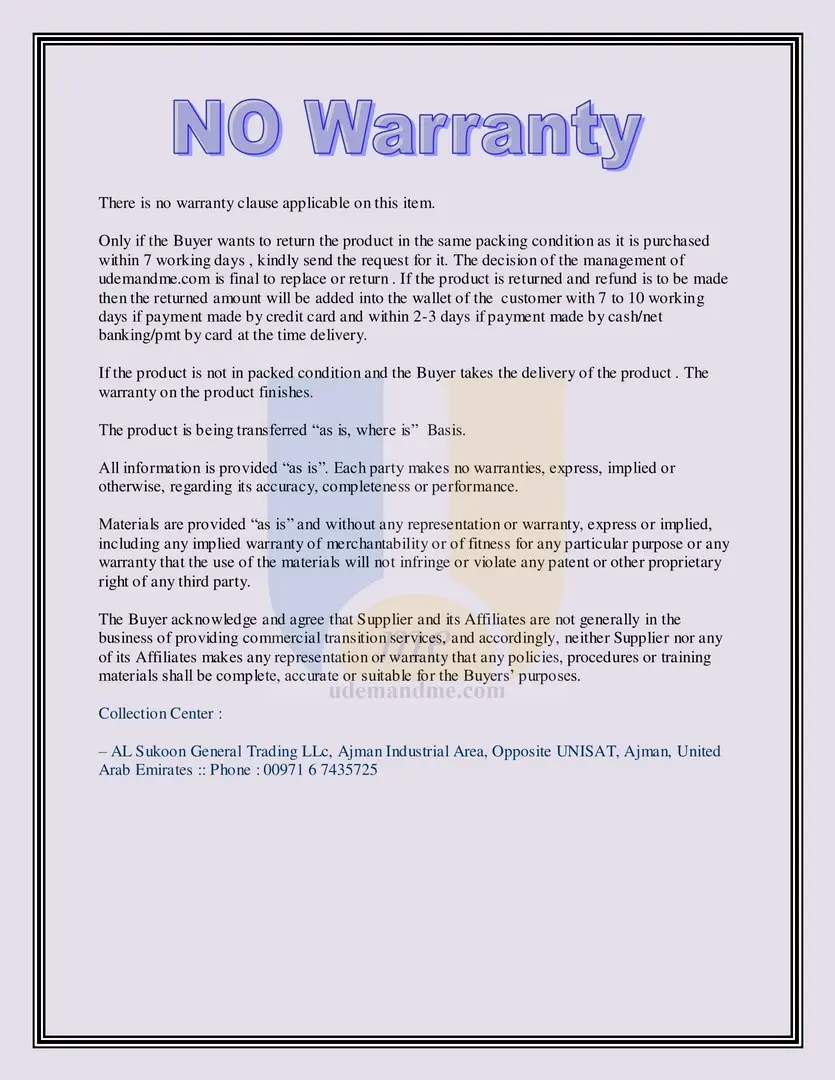 NO Warranty
There is no warranty clause applicable on this item.
Only if the Buyer wants to return the product in the same packing condition as it is purchased
within 7 working days , kindly send the request for it. The decision of the management of
udemandme.com is final to replace or return . If the product is returned and refund is to be made
then the returned amount will be added into the wallet of the  customer with 7 to 10 working
days if payment made by credit card and within 2-3 days if payment made by cash/net
banking/pmt by card at the time delivery.
If the product is not in packed condition and the Buyer takes the delivery of the product . The
warranty on the product finishes.
The product is being transferred “as is, where is”  Basis.
All information is provided “as is”. Each party makes no warranties, express, implied or
otherwise, regarding its accuracy, completeness or performance.
Materials are provided “as is” and without any representation or warranty, express or implied,
including any implied warranty of merchantability or of fitness for any particular purpose or any
warranty that the use of the materials will not infringe or violate any patent or other proprietary
right of any third party.
The Buyer acknowledge and agree that Supplier and its Affiliates are not generally in the
business of providing commercial transition services, and accordingly, neither Supplier nor any
of its Affiliates makes any representation or warranty that any policies, procedures or training
materials shall be complete, accurate or suitable for the Buyers’ purposes.
me
udemandme.com
Collection Center :
– AL Sukoon General Trading LLc, Ajman Industrial Area, Opposite UNISAT, Ajman, United
Arab Emirates :: Phone : 00971 6 7435725